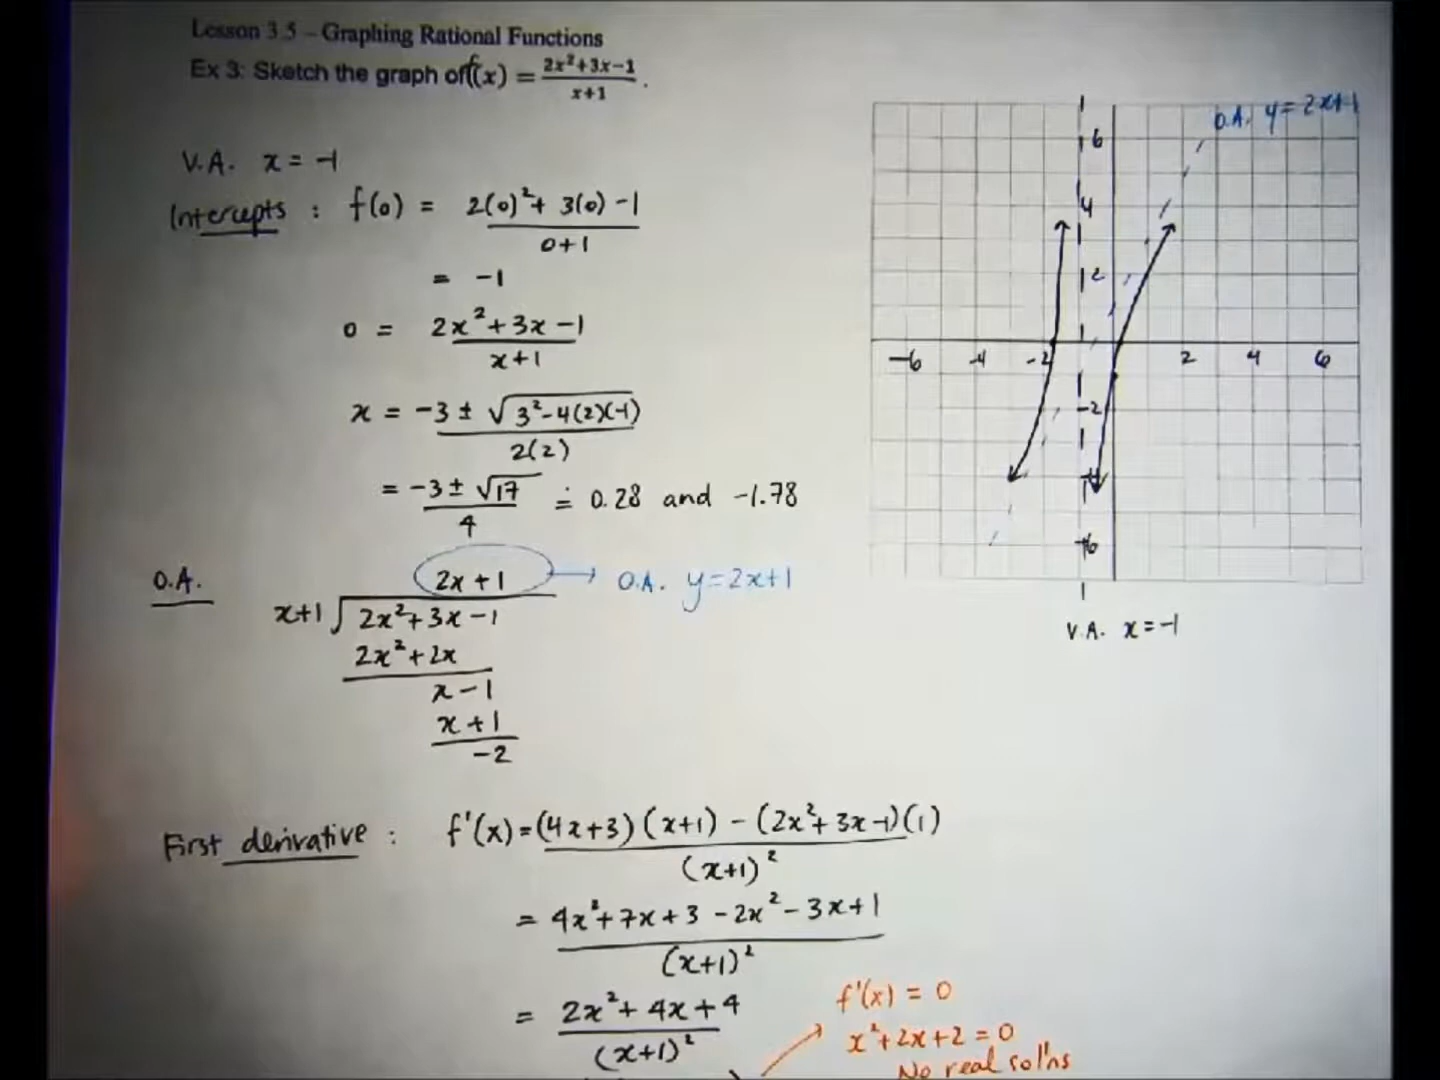 Lesson 3.5 – Graphing Rational Functions
Ex 3: Sketch the graph of f(x) = (2x²+3x−1)/(x+1).
V.A. x = -1
Intercepts : f(0) = (2(0)² + 3(0) - 1)/(0+1)
= -1
0 = (2x² + 3x - 1)/(x+1)
x = (-3 ± √(3²-4(2)(-1)))/(2(2))
= (-3 ± √17)/4 ≐ 0.28 and -1.78
O.A. 2x + 1 → O.A. y = 2x+1
x+1 ) 2x² + 3x - 1
2x² + 2x
x - 1
x + 1
-2
First derivative : f'(x) = ((4x+3)(x+1) - (2x²+3x-1)(1))/(x+1)²
= (4x²+7x+3 - 2x² - 3x+1)/(x+1)²
= (2x² + 4x + 4)/(x+1)²
f'(x) = 0
x²+2x+2 = 0
No real sol'ns
O.A. y = 2x+1
6
4
2
-6 -4 -2 2 4 6
-2
-4
-6
V.A. x = -1